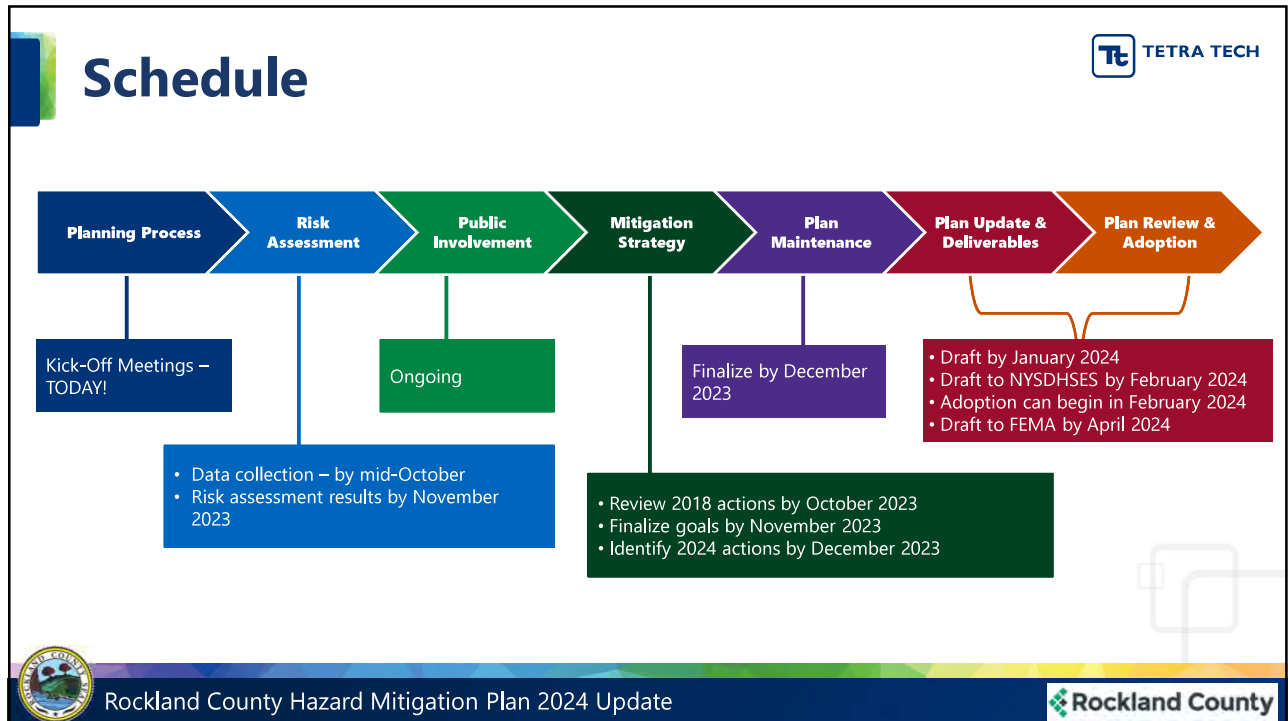 Schedule
Tt TETRA TECH
Planning Process
Risk
Assessment
Public
Involvement
Mitigation
Strategy
Plan
Maintenance
Plan Update &
Deliverables
Plan Review &
Adoption
Kick-Off Meetings –
TODAY!
Ongoing
Finalize by December
2023
• Draft by January 2024
• Draft to NYSDHSES by February 2024
• Adoption can begin in February 2024
• Draft to FEMA by April 2024
• Data collection – by mid-October
• Risk assessment results by November
2023
• Review 2018 actions by October 2023
• Finalize goals by November 2023
• Identify 2024 actions by December 2023
Rockland County Hazard Mitigation Plan 2024 Update
Rockland County